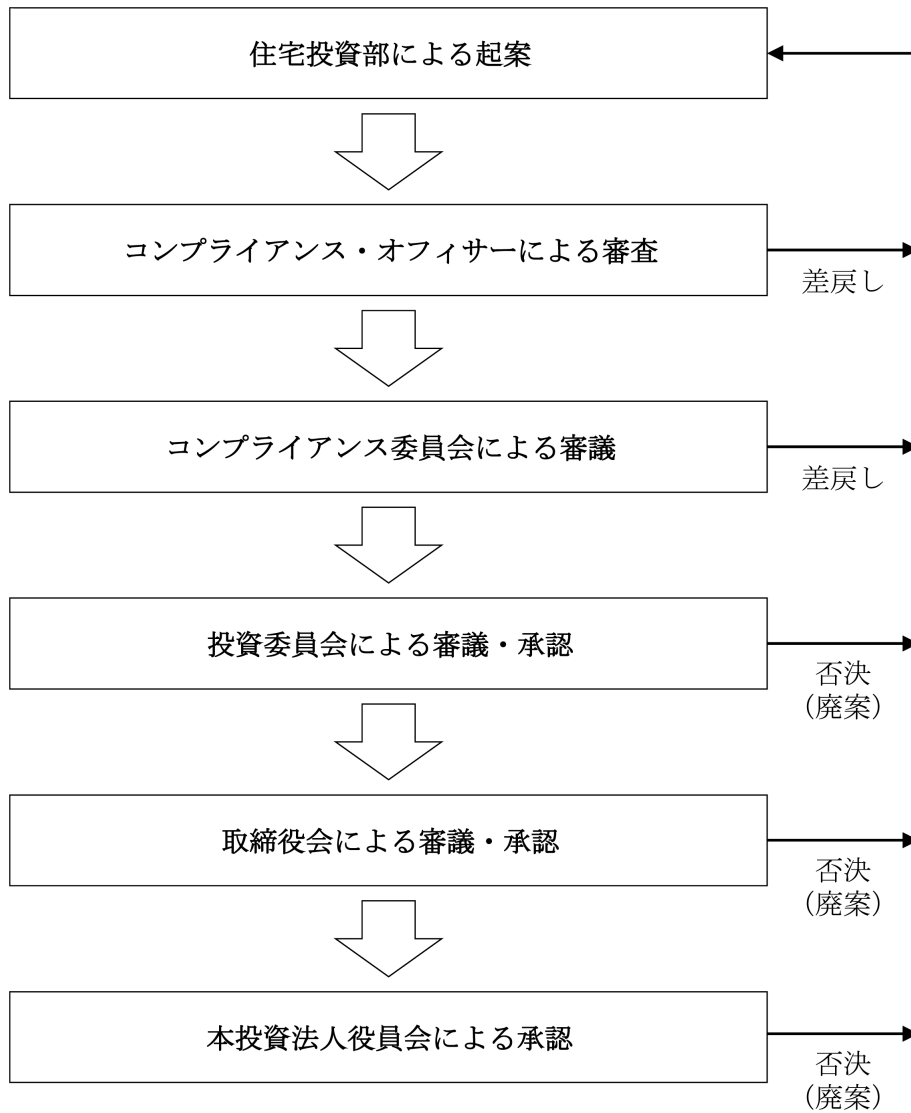 住宅投資部による起案
コンプライアンス・オフィサーによる審査
差戻し
コンプライアンス委員会による審議
差戻し
投資委員会による審議・承認
否決
（廃案）
取締役会による審議・承認
否決
（廃案）
本投資法人役員会による承認
否決
（廃案）